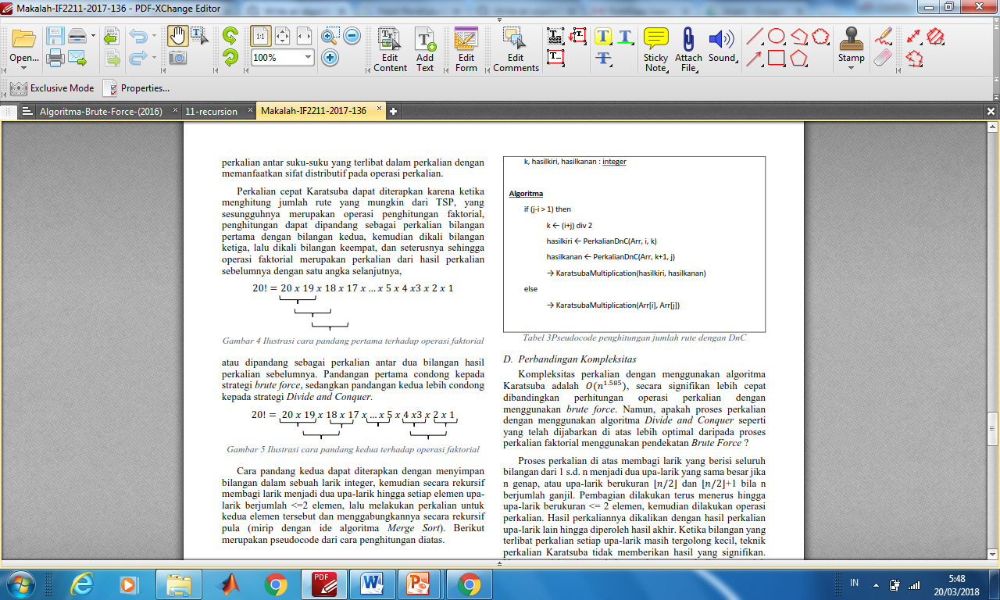 Makalah-IF2211-2017-136 - PDF-XChange Editor
Open...
1:1
100%
Edit Content
Add Text
Edit Form
Edit Comments
Sticky Note
Attach File
Sound
Stamp
Exclusive Mode
Properties...
Algoritma-Brute-Force-(2016)
11-recursion
Makalah-IF2211-2017-136
perkalian antar suku-suku yang terlibat dalam perkalian dengan
memanfaatkan sifat distributif pada operasi perkalian.
Perkalian cepat Karatsuba dapat diterapkan karena ketika
menghitung jumlah rute yang mungkin dari TSP, yang
sesungguhnya merupakan operasi penghitungan faktorial,
penghitungan dapat dipandang sebagai perkalian bilangan
pertama dengan bilangan kedua, kemudian dikali bilangan
ketiga, lalu dikali bilangan keempat, dan seterusnya sehingga
operasi faktorial merupakan perkalian dari hasil perkalian
sebelumnya dengan satu angka selanjutnya,
20! = 20 x 19 x 18 x 17 x ... x 5 x 4 x3 x 2 x 1
Gambar 4 Ilustrasi cara pandang pertama terhadap operasi faktorial
atau dipandang sebagai perkalian antar dua bilangan hasil
perkalian sebelumnya. Pandangan pertama condong kepada
strategi brute force, sedangkan pandangan kedua lebih condong
kepada strategi Divide and Conquer.
20! = 20 x 19 x 18 x 17 x ... x 5 x 4 x3 x 2 x 1
Gambar 5 Ilustrasi cara pandang kedua terhadap operasi faktorial
Cara pandang kedua dapat diterapkan dengan menyimpan
bilangan dalam sebuah larik integer, kemudian secara rekursif
membagi larik menjadi dua upa-larik hingga setiap elemen upa-
larik berjumlah <=2 elemen, lalu melakukan perkalian untuk
kedua elemen tersebut dan menggabungkannya secara rekursif
pula (mirip dengan ide algoritma Merge Sort). Berikut
merupakan pseudocode dari cara penghitungan diatas.
k, hasilkiri, hasilkanan : integer
Algoritma
if (j-i > 1) then
k ← (i+j) div 2
hasilkiri ← PerkalianDnC(Arr, i, k)
hasilkanan ← PerkalianDnC(Arr, k+1, j)
→ KaratsubaMultiplication(hasilkiri, hasilkanan)
else
→ KaratsubaMultiplication(Arr[i], Arr[j])
Tabel 3Pseudocode penghitungan jumlah rute dengan DnC
D. Perbandingan Kompleksitas
Kompleksitas perkalian dengan menggunakan algoritma
Karatsuba adalah O(n^1.585), secara signifikan lebih cepat
dibandingkan perhitungan operasi perkalian dengan
menggunakan brute force. Namun, apakah proses perkalian
dengan menggunakan algoritma Divide and Conquer seperti
yang telah dijabarkan di atas lebih optimal daripada proses
perkalian faktorial menggunakan pendekatan Brute Force ?
Proses perkalian di atas membagi larik yang berisi seluruh
bilangan dari 1 s.d. n menjadi dua upa-larik yang sama besar jika
n genap, atau upa-larik berukuran ⌊n/2⌋ dan ⌊n/2⌋+1 bila n
berjumlah ganjil. Pembagian dilakukan terus menerus hingga
upa-larik berukuran <= 2 elemen, kemudian dilakukan operasi
perkalian. Hasil perkaliannya dikalikan dengan hasil perkalian
upa-larik lain hingga diperoleh hasil akhir. Ketika bilangan yang
terlibat perkalian setiap upa-larik masih tergolong kecil, teknik
perkalian Karatsuba tidak memberikan hasil yang signifikan.
IN
5:48
20/03/2018